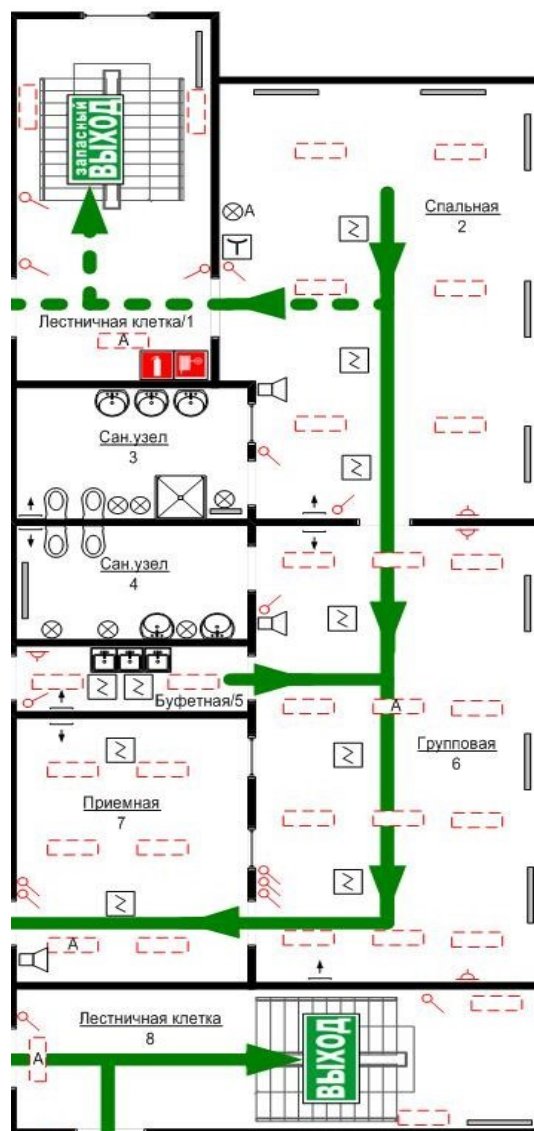 запасный
ВЫХОД
А
Спальная
2
Лестничная клетка/1
А
Сан.узел
3
Сан.узел
4
Буфетная/5
А
Групповая
6
Приемная
7
А
Лестничная клетка
8
А
ВЫХОД